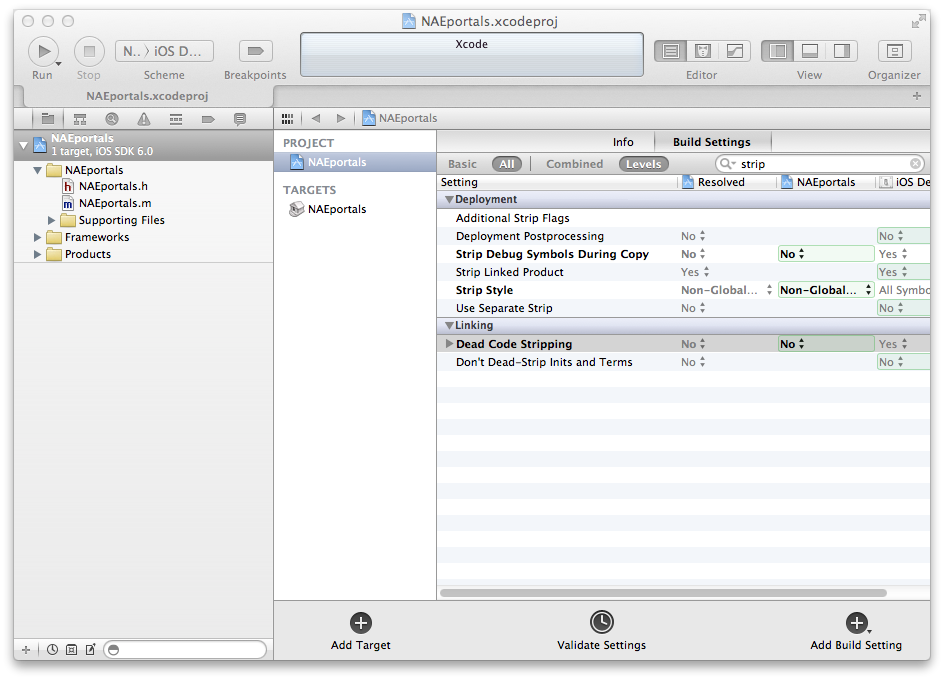 NAEportals.xcodeproj
N.. › iOS D... Xcode
Run Stop Scheme Breakpoints Editor View Organizer
NAEportals.xcodeproj
NAEportals
NAEportals
1 target, iOS SDK 6.0
NAEportals
NAEportals.h
NAEportals.m
Supporting Files
Frameworks
Products
PROJECT
NAEportals
TARGETS
NAEportals
Info Build Settings
Basic All Combined Levels strip
Setting Resolved NAEportals iOS De
Deployment
Additional Strip Flags
Deployment Postprocessing No No
Strip Debug Symbols During Copy No No Yes
Strip Linked Product Yes Yes
Strip Style Non-Global... Non-Global... All Symbo
Use Separate Strip No No
Linking
Dead Code Stripping No No Yes
Don't Dead-Strip Inits and Terms No No
Add Target Validate Settings Add Build Setting